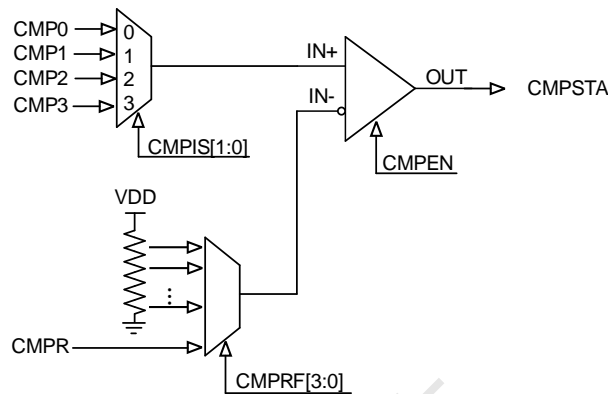 CMP0
CMP1
CMP2
CMP3
0
1
2
3
CMPIS[1:0]
IN+
IN-
OUT
CMPSTA
CMPEN
VDD
CMPR
CMPRF[3:0]